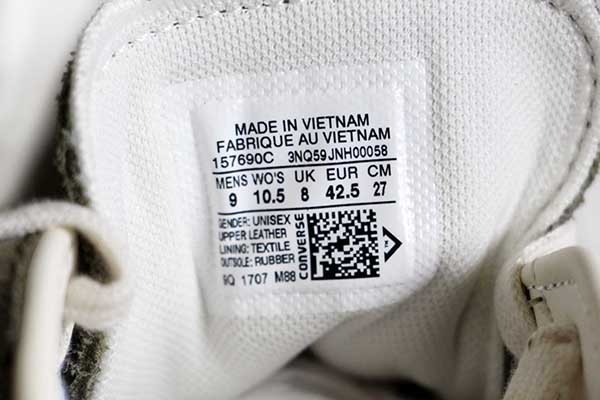 MADE IN VIETNAM
FABRIQUE AU VIETNAM
157690C 3NQ59JNH00058
MENS WO'S UK EUR CM
9 10.5 8 42.5 27
GENDER: UNISEX
UPPER LEATHER
LINING: TEXTILE
OUTSOLE: RUBBER
1707 M88
CONVERSE